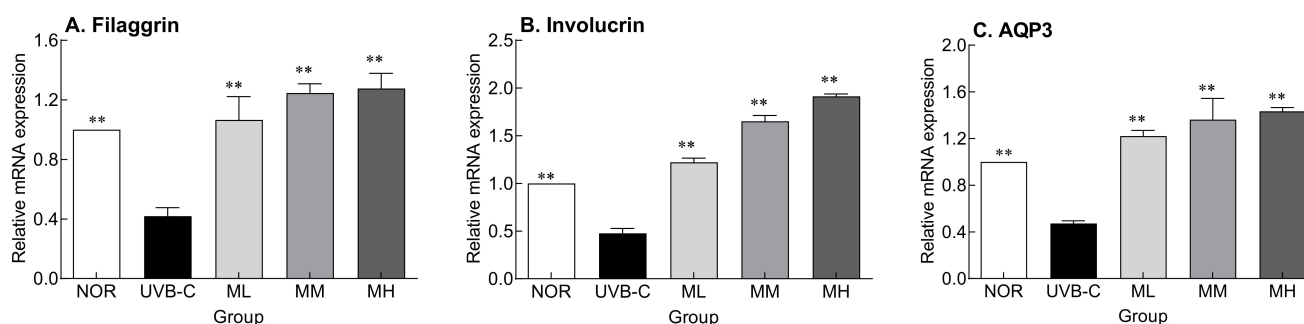 A. Filaggrin
Relative mRNA expression
1.6
1.2
0.8
0.4
0.0
** ** ** **
NOR UVB-C ML MM MH
Group
B. Involucrin
Relative mRNA expression
2.5
2.0
1.5
1.0
0.5
0.0
** ** ** **
NOR UVB-C ML MM MH
Group
C. AQP3
Relative mRNA expression
2.0
1.6
1.2
0.8
0.4
0.0
** ** ** **
NOR UVB-C ML MM MH
Group